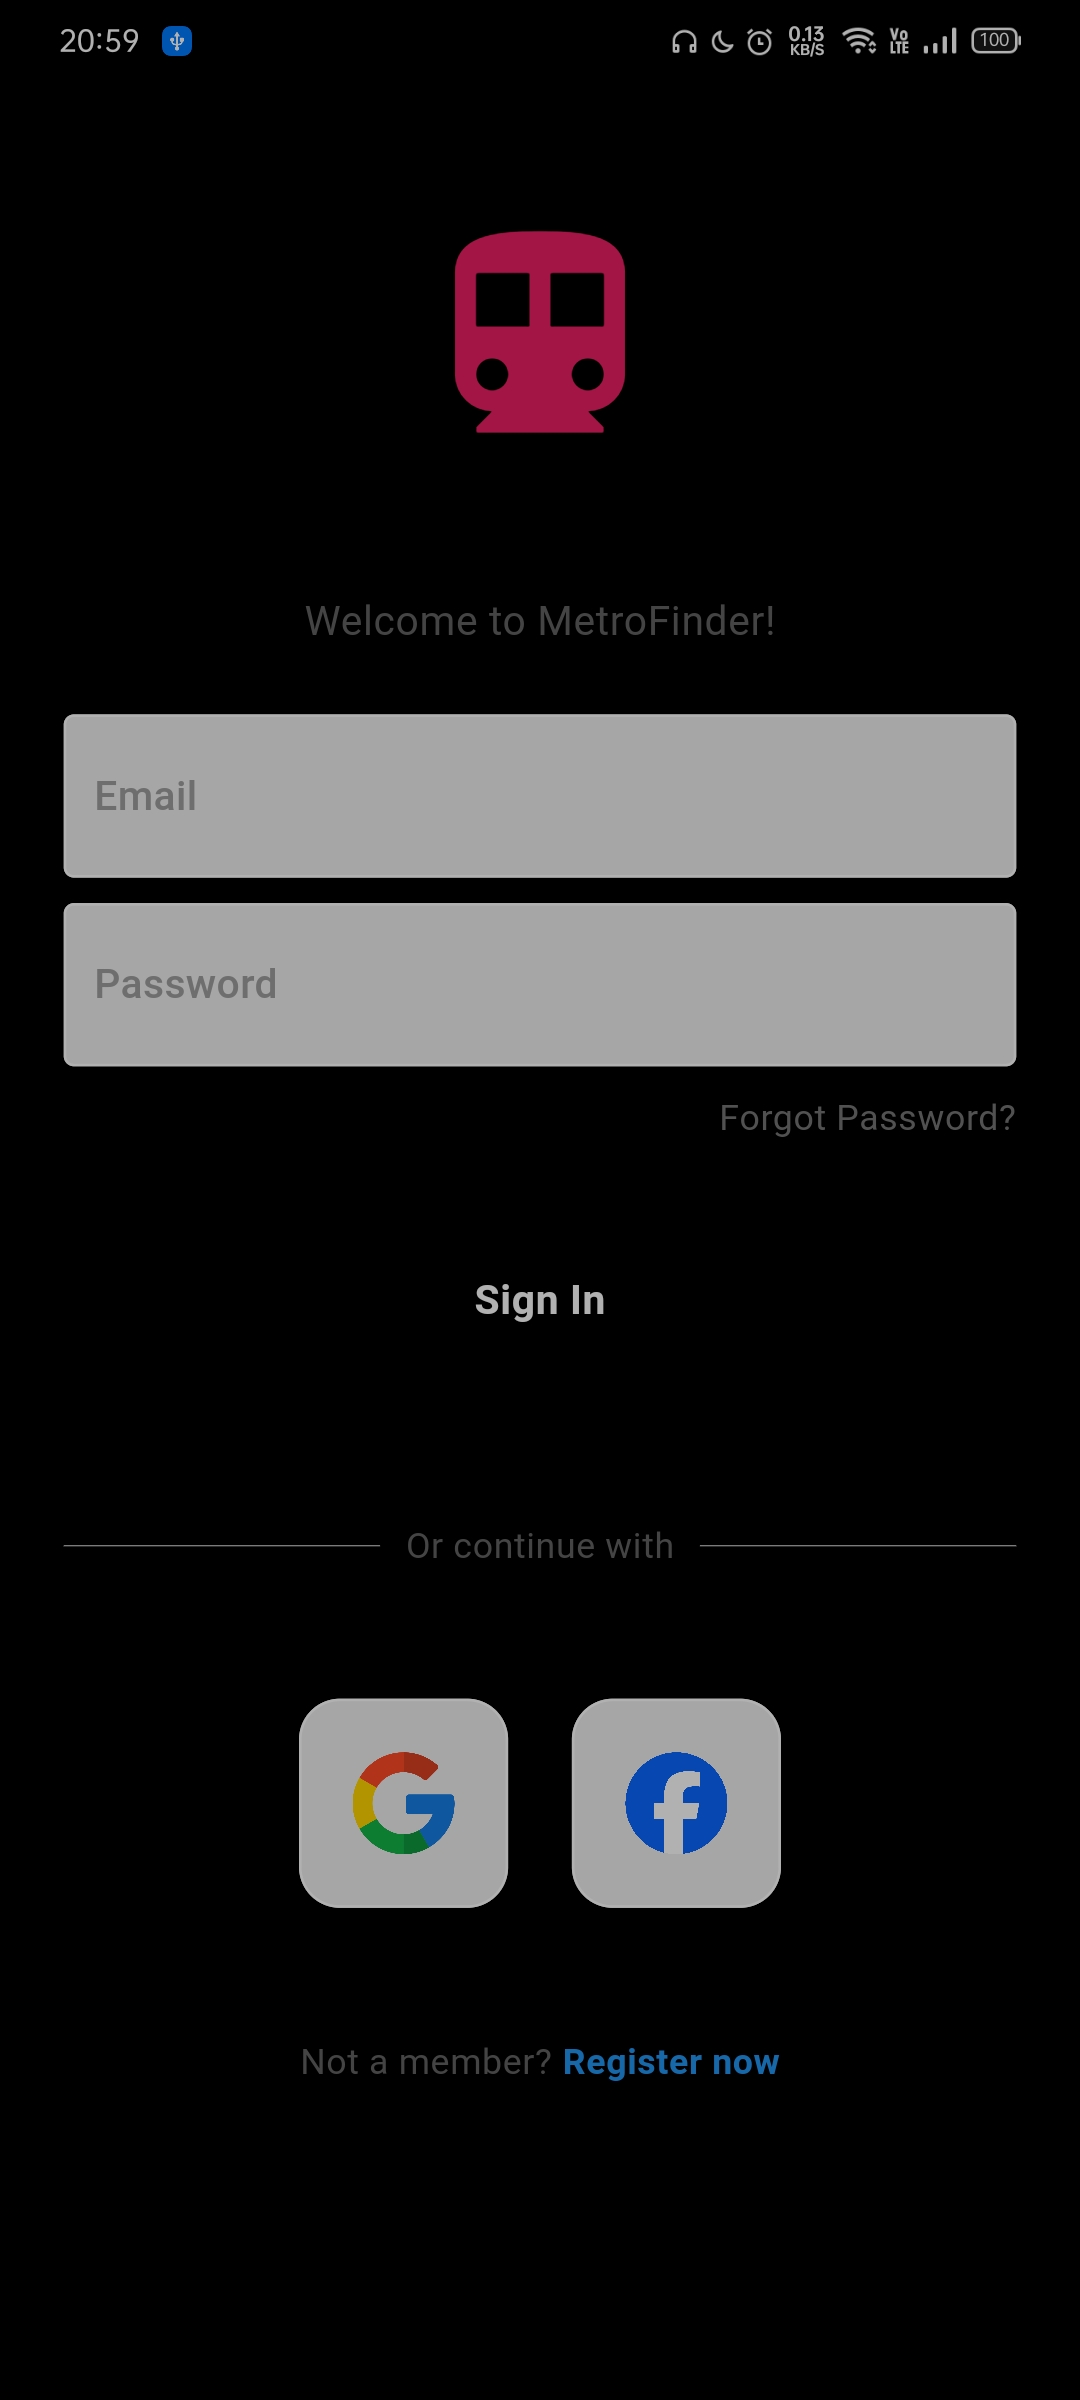 20:59 0.13 KB/S Vo LTE 100
Welcome to MetroFinder!
Email
Password
Forgot Password?
Sign In
Or continue with
Not a member? Register now